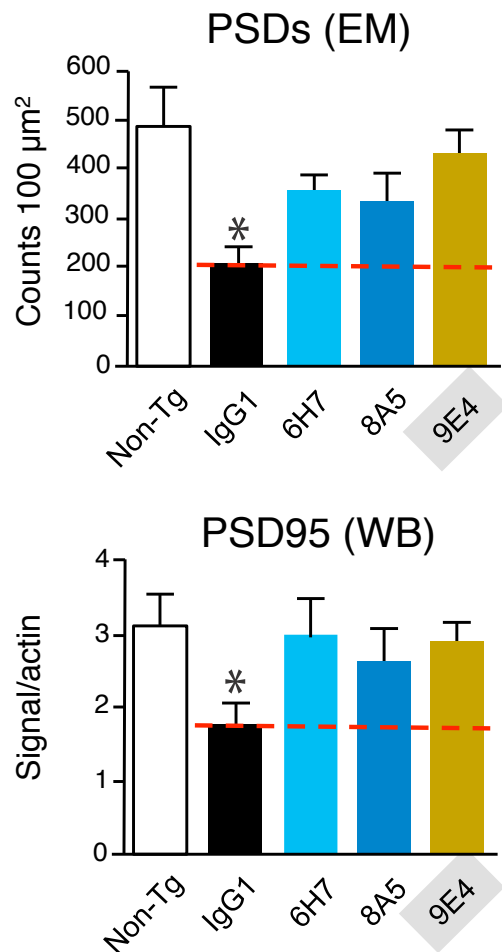 PSDs (EM)
Counts 100 µm²
600
500
400
300
200
100
0
*
Non-Tg
IgG1
6H7
8A5
9E4
PSD95 (WB)
Signal/actin
4
3
2
1
0
*
Non-Tg
IgG1
6H7
8A5
9E4